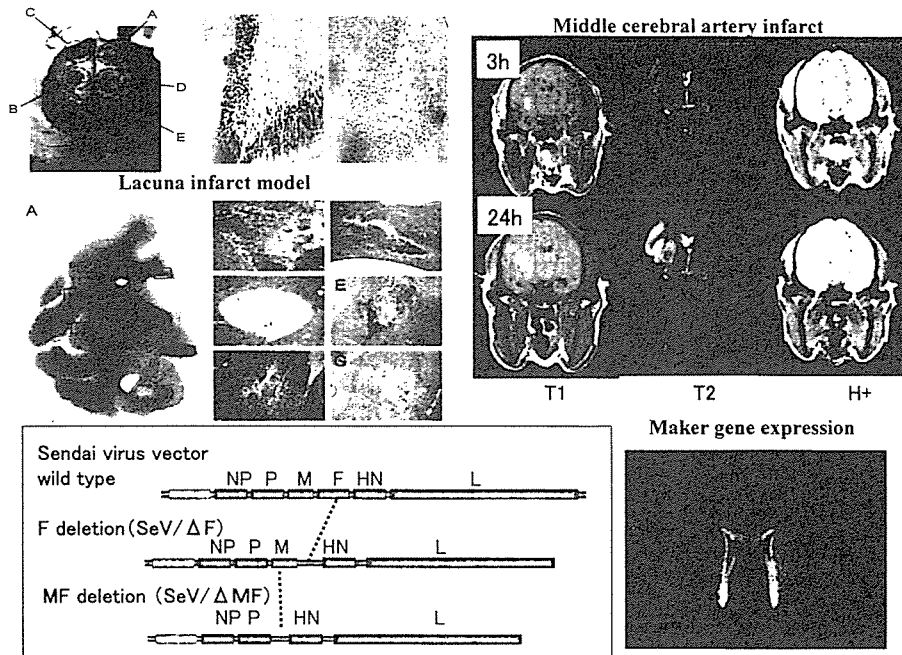 C
A
B
D
E
Lacuna infarct model
Middle cerebral artery infarct
3h
24h
T1 T2 H+
A
E
G
Maker gene expression
Sendai virus vector
wild type
NP P M F HN L
F deletion (SeV/ΔF)
NP P M HN L
MF deletion (SeV/ΔMF)
NP P HN L